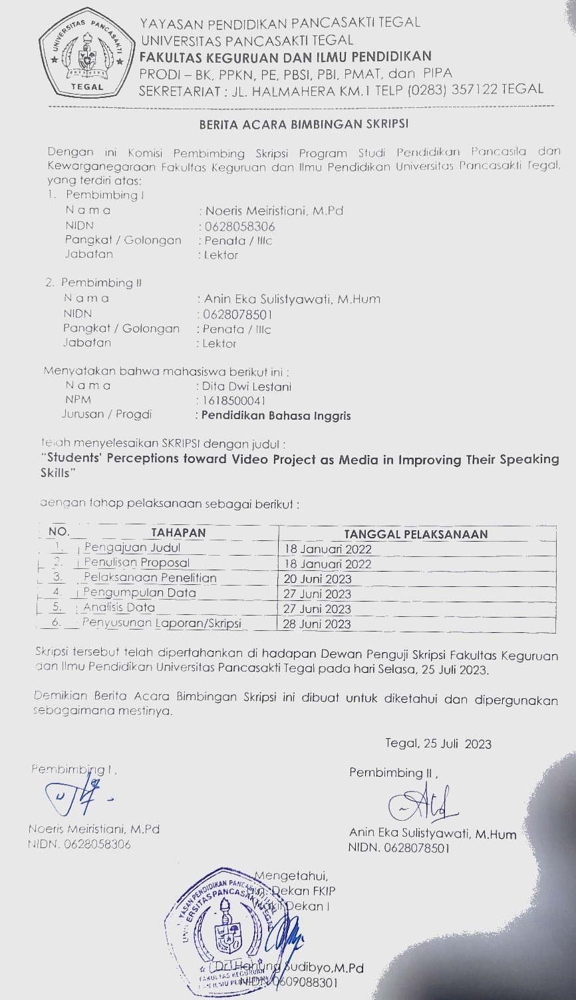 UNIVERSITAS PANCASAKTI
TEGAL
YAYASAN PENDIDIKAN PANCASAKTI TEGAL
UNIVERSITAS PANCASAKTI TEGAL
FAKULTAS KEGURUAN DAN ILMU PENDIDIKAN
PRODI – BK, PPKN, PE, PBSI, PBI, PMAT, dan PIPA
SEKRETARIAT : JL. HALMAHERA KM.1 TELP (0283) 357122 TEGAL
BERITA ACARA BIMBINGAN SKRIPSI
Dengan ini Komisi Pembimbing Skripsi Program Studi Pendidikan Pancasila dan
Kewarganegaraan Fakultas Keguruan dan Ilmu Pendidikan Universitas Pancasakti Tegal,
yang terdiri atas:
1. Pembimbing I
N a m a : Noeris Meiristiani, M.Pd
NIDN : 0628058306
Pangkat / Golongan : Penata / IIIc
Jabatan : Lektor
2. Pembimbing II
N a m a : Anin Eka Sulistyawati, M.Hum
NIDN : 0628078501
Pangkat / Golongan : Penata / IIIc
Jabatan : Lektor
Menyatakan bahwa mahasiswa berikut ini :
N a m a : Dita Dwi Lestani
NPM : 1618500041
Jurusan / Progdi : Pendidikan Bahasa Inggris
telah menyelesaikan SKRIPSI dengan judul :
"Students' Perceptions toward Video Project as Media in Improving Their Speaking
Skills"
dengan tahap pelaksanaan sebagai berikut :
NO. TAHAPAN TANGGAL PELAKSANAAN
1. Pengajuan Judul 18 Januari 2022
2. Penulisan Proposal 18 Januari 2022
3. Pelaksanaan Penelitian 20 Juni 2023
4. Pengumpulan Data 27 Juni 2023
5. Analisis Data 27 Juni 2023
6. Penyusunan Laporan/Skripsi 28 Juni 2023
Skripsi tersebut telah dipertahankan di hadapan Dewan Penguji Skripsi Fakultas Keguruan
dan Ilmu Pendidikan Universitas Pancasakti Tegal pada hari Selasa, 25 Juli 2023.
Demikian Berita Acara Bimbingan Skripsi ini dibuat untuk diketahui dan dipergunakan
sebagaimana mestinya.
Tegal, 25 Juli 2023
Pembimbing I ,
Pembimbing II ,
Noeris Meiristiani, M.Pd
NIDN. 0628058306
Anin Eka Sulistyawati, M.Hum
NIDN. 0628078501
Mengetahui,
Dekan FKIP
Wakil Dekan I
YAYASAN PENDIDIKAN PANCASAKTI TEGAL
UNIVERSITAS PANCASAKTI TEGAL
FAKULTAS KEGURUAN
DAN ILMU PENDIDIKAN
Dr. Hanung Sudibyo,M.Pd
NIDN 0609088301